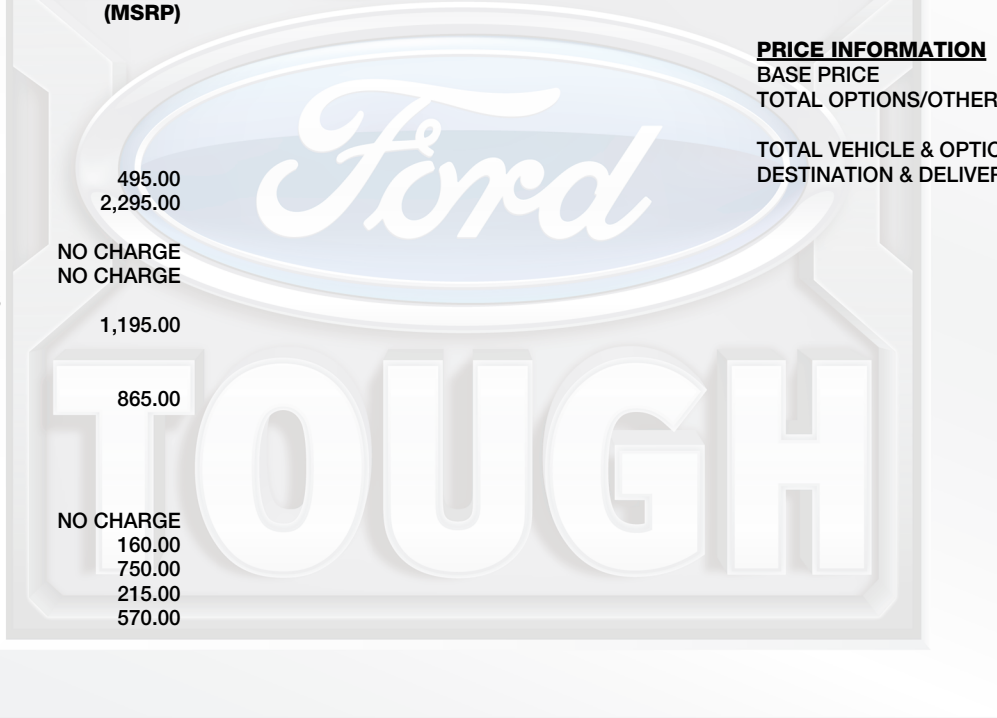 (MSRP)
495.00
2,295.00
NO CHARGE
NO CHARGE
1,195.00
865.00
NO CHARGE
160.00
750.00
215.00
570.00
PRICE INFORMATION
BASE PRICE
TOTAL OPTIONS/OTHER
TOTAL VEHICLE & OPTIO
DESTINATION & DELIVER
Ford
TOUGH